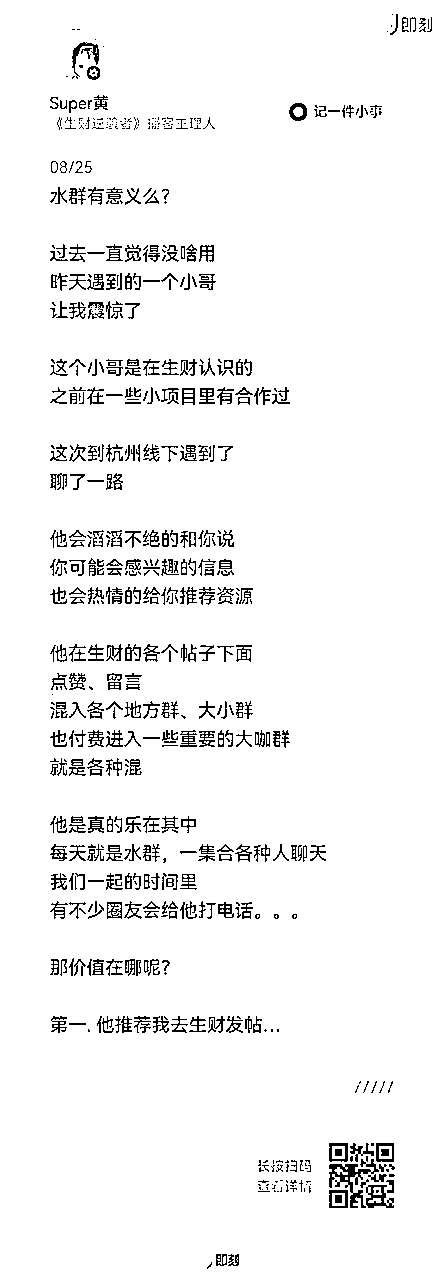 即刻
Super黄
《生财逆袭者》播客主理人
记一件小事
08/25
水群有意义么?
过去一直觉得没啥用
昨天遇到的一个小哥
让我震惊了
这个小哥是在生财认识的
之前在一些小项目里有合作过
这次到杭州线下遇到了
聊了一路
他会滔滔不绝的和你说
你可能会感兴趣的信息
也会热情的给你推荐资源
他在生财的各个帖子下面
点赞、留言
混入各个地方群、大小群
也付费进入一些重要的大咖群
就是各种混
他是真的乐在其中
每天就是水群，一集合各种人聊天
我们一起的时间里
有不少圈友会给他打电话。。。
那价值在哪呢?
第一. 他推荐我去生财发帖...
/////
长按扫码
查看详情
即刻